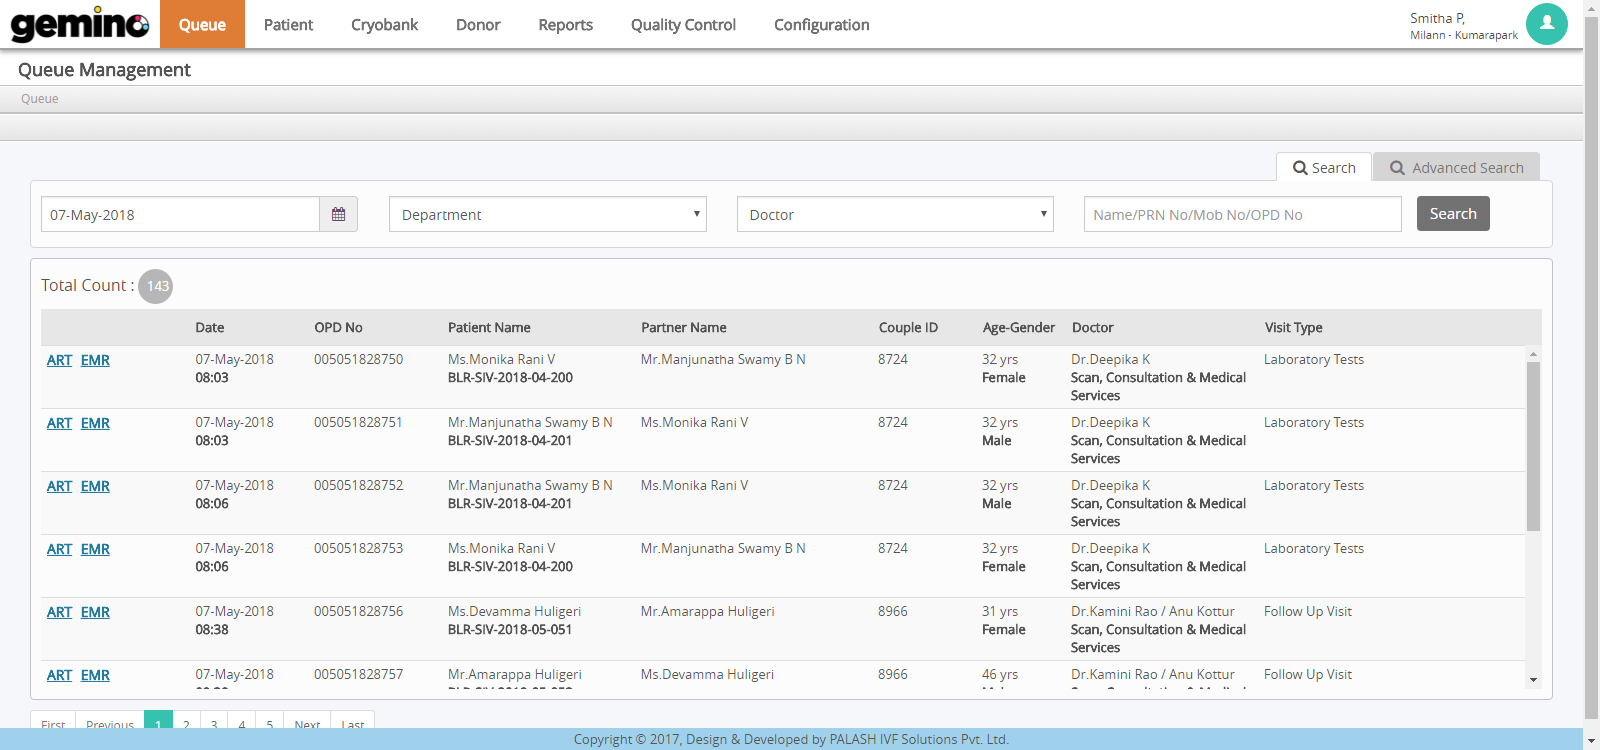 gemino Queue Patient Cryobank Donor Reports Quality Control Configuration Smitha P,
Milann - Kumarapark
Queue Management
Queue
Search Advanced Search
07-May-2018 Department Doctor Name/PRN No/Mob No/OPD No Search
Total Count : 143
Date OPD No Patient Name Partner Name Couple ID Age-Gender Doctor Visit Type
ART EMR 07-May-2018 005051828750 Ms.Monika Rani V Mr.Manjunatha Swamy B N 8724 32 yrs Dr.Deepika K Laboratory Tests
08:03 BLR-SIV-2018-04-200 Female Scan, Consultation & Medical
Services
ART EMR 07-May-2018 005051828751 Mr.Manjunatha Swamy B N Ms.Monika Rani V 8724 32 yrs Dr.Deepika K Laboratory Tests
08:03 BLR-SIV-2018-04-201 Male Scan, Consultation & Medical
Services
ART EMR 07-May-2018 005051828752 Mr.Manjunatha Swamy B N Ms.Monika Rani V 8724 32 yrs Dr.Deepika K Laboratory Tests
08:06 BLR-SIV-2018-04-201 Male Scan, Consultation & Medical
Services
ART EMR 07-May-2018 005051828753 Ms.Monika Rani V Mr.Manjunatha Swamy B N 8724 32 yrs Dr.Deepika K Laboratory Tests
08:06 BLR-SIV-2018-04-200 Female Scan, Consultation & Medical
Services
ART EMR 07-May-2018 005051828756 Ms.Devamma Huligeri Mr.Amarappa Huligeri 8966 31 yrs Dr.Kamini Rao / Anu Kottur Follow Up Visit
08:38 BLR-SIV-2018-05-051 Female Scan, Consultation & Medical
Services
ART EMR 07-May-2018 005051828757 Mr.Amarappa Huligeri Ms.Devamma Huligeri 8966 46 yrs Dr.Kamini Rao / Anu Kottur Follow Up Visit
First Previous 1 2 3 4 5 Next Last
Copyright © 2017, Design & Developed by PALASH IVF Solutions Pvt. Ltd.